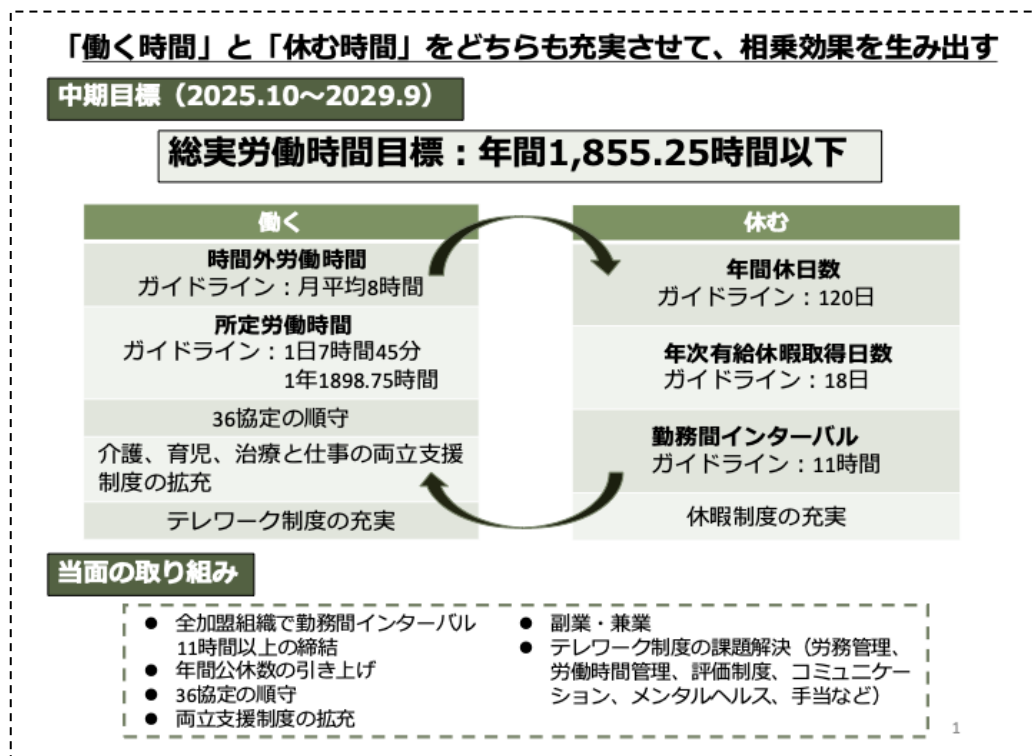 「働く時間」と「休む時間」をどちらも充実させて、相乗効果を生み出す
中期目標（2025.10～2029.9）
総実労働時間目標：年間1,855.25時間以下
働く
時間外労働時間
ガイドライン：月平均8時間
所定労働時間
ガイドライン：1日7時間45分
1年1898.75時間
36協定の順守
介護、育児、治療と仕事の両立支援
制度の拡充
テレワーク制度の充実
休む
年間休日数
ガイドライン：120日
年次有給休暇取得日数
ガイドライン：18日
勤務間インターバル
ガイドライン：11時間
休暇制度の充実
当面の取り組み
● 全加盟組織で勤務間インターバル
11時間以上の締結
● 年間公休数の引き上げ
● 36協定の順守
● 両立支援制度の拡充
● 副業・兼業
● テレワーク制度の課題解決（労務管理、
労働時間管理、評価制度、コミュニケー
ション、メンタルヘルス、手当など）
1